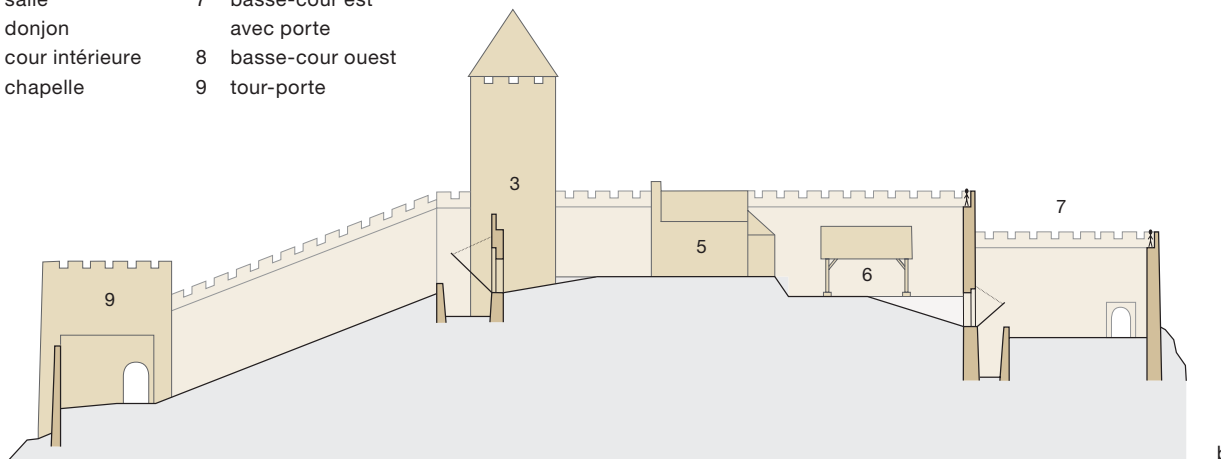 salle
donjon
cour intérieure
chapelle
7 basse-cour est
avec porte
8 basse-cour ouest
9 tour-porte
3
7
5
6
9
b